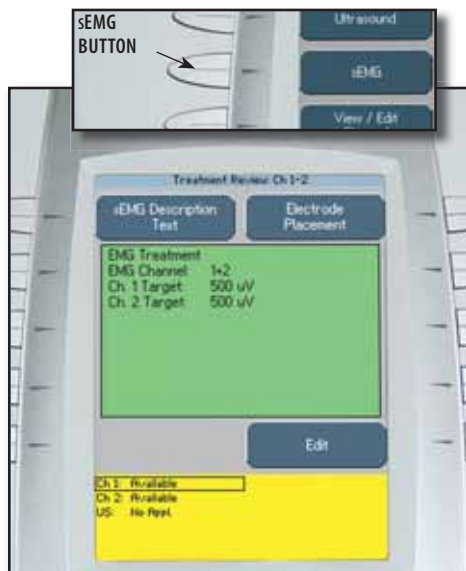 sEMG
BUTTON
Ultrasound
sEMG
View / Edit
Treatment Review: Ch 1-2
sEMG Description
Text
Electrode
Placement
EMG Treatment
EMG Channel: 1+2
Ch. 1 Target: 500 uV
Ch. 2 Target: 500 uV
Edit
Ch 1: Available
Ch 2: Available
US: No Appl.